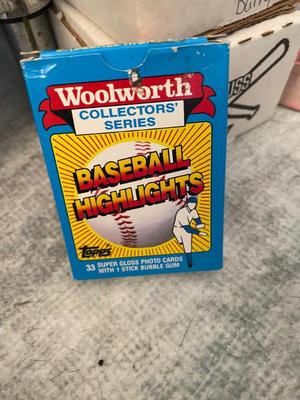 Woolworth
COLLECTORS'
SERIES
BASEBALL
HIGHLIGHTS
Topps
33 SUPER GLOSS PHOTO CARDS
WITH 1 STICK BUBBLE GUM